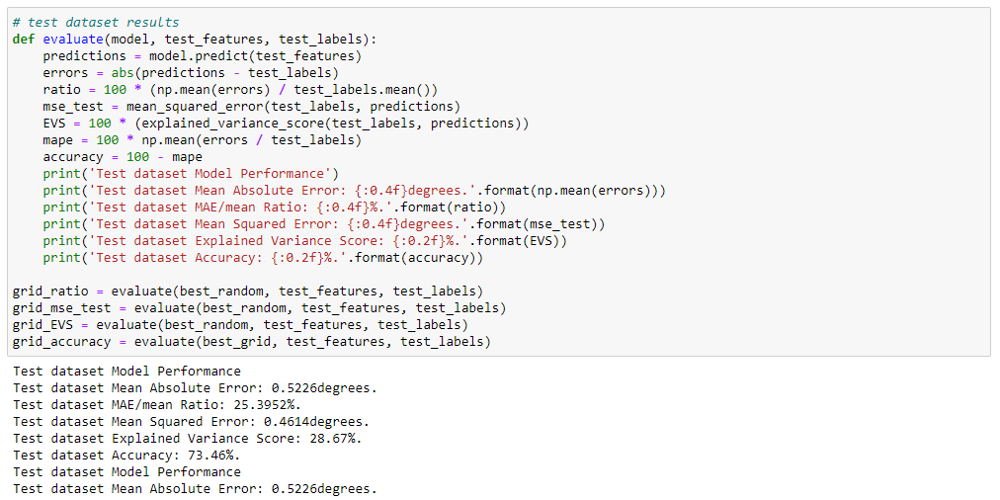 # test dataset results
def evaluate(model, test_features, test_labels):
    predictions = model.predict(test_features)
    errors = abs(predictions - test_labels)
    ratio = 100 * (np.mean(errors) / test_labels.mean())
    mse_test = mean_squared_error(test_labels, predictions)
    EVS = 100 * (explained_variance_score(test_labels, predictions))
    mape = 100 * np.mean(errors / test_labels)
    accuracy = 100 - mape
    print('Test dataset Model Performance')
    print('Test dataset Mean Absolute Error: {:0.4f}degrees.'.format(np.mean(errors)))
    print('Test dataset MAE/mean Ratio: {:0.4f}%.'.format(ratio))
    print('Test dataset Mean Squared Error: {:0.4f}degrees.'.format(mse_test))
    print('Test dataset Explained Variance Score: {:0.2f}%.'.format(EVS))
    print('Test dataset Accuracy: {:0.2f}%.'.format(accuracy))

grid_ratio = evaluate(best_random, test_features, test_labels)
grid_mse_test = evaluate(best_random, test_features, test_labels)
grid_EVS = evaluate(best_random, test_features, test_labels)
grid_accuracy = evaluate(best_grid, test_features, test_labels)
Test dataset Model Performance
Test dataset Mean Absolute Error: 0.5226degrees.
Test dataset MAE/mean Ratio: 25.3952%.
Test dataset Mean Squared Error: 0.4614degrees.
Test dataset Explained Variance Score: 28.67%.
Test dataset Accuracy: 73.46%.
Test dataset Model Performance
Test dataset Mean Absolute Error: 0.5226degrees.